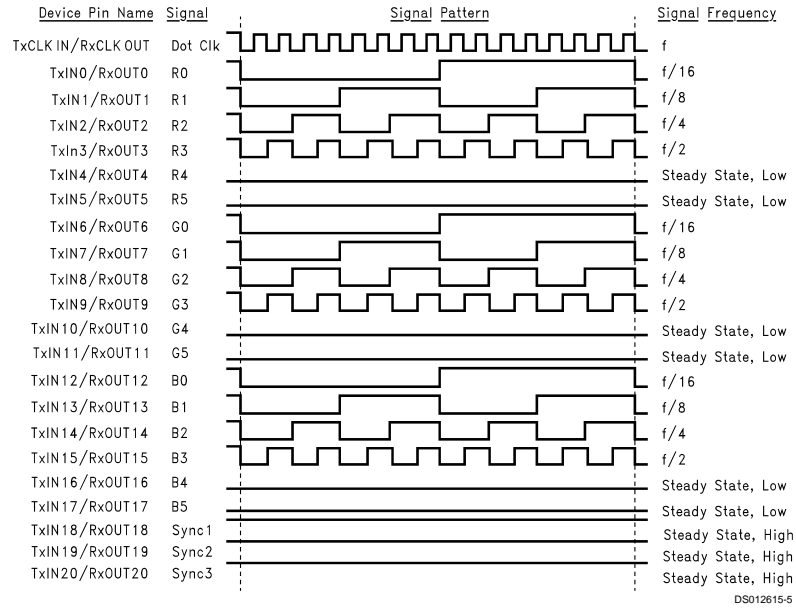 Device Pin Name Signal Signal Pattern Signal Frequency
TxCLK IN/RxCLK OUT Dot Clk f
TxIN0/RxOUT0 R0 f/16
TxIN1/RxOUT1 R1 f/8
TxIN2/RxOUT2 R2 f/4
TxIn3/RxOUT3 R3 f/2
TxIN4/RxOUT4 R4 Steady State, Low
TxIN5/RxOUT5 R5 Steady State, Low
TxIN6/RxOUT6 G0 f/16
TxIN7/RxOUT7 G1 f/8
TxIN8/RxOUT8 G2 f/4
TxIN9/RxOUT9 G3 f/2
TxIN10/RxOUT10 G4 Steady State, Low
TxIN11/RxOUT11 G5 Steady State, Low
TxIN12/RxOUT12 B0 f/16
TxIN13/RxOUT13 B1 f/8
TxIN14/RxOUT14 B2 f/4
TxIN15/RxOUT15 B3 f/2
TxIN16/RxOUT16 B4 Steady State, Low
TxIN17/RxOUT17 B5 Steady State, Low
TxIN18/RxOUT18 Sync1 Steady State, High
TxIN19/RxOUT19 Sync2 Steady State, High
TxIN20/RxOUT20 Sync3 Steady State, High
DS012615-5